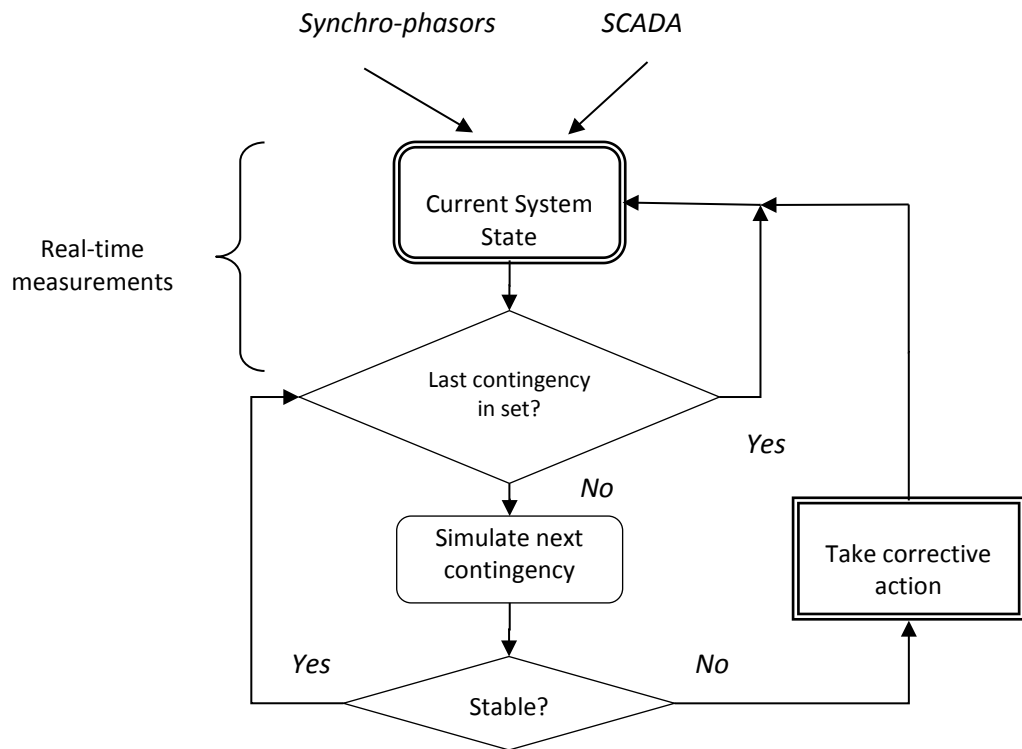 Synchro-phasors
SCADA
Current System
State
Real-time
measurements
Last contingency
in set?
Yes
No
Simulate next
contingency
Take corrective
action
Yes
No
Stable?